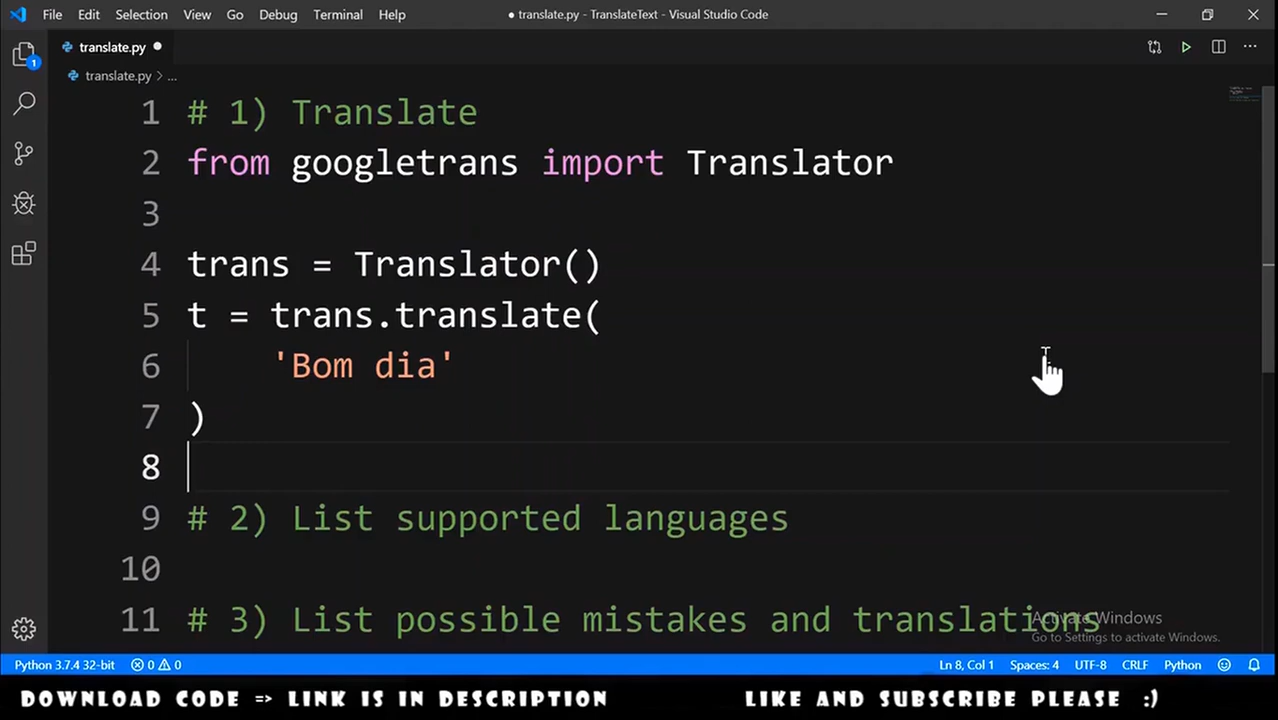 File Edit Selection View Go Debug Terminal Help ● translate.py - TranslateText - Visual Studio Code
translate.py ●
translate.py > ...
1 # 1) Translate
2 from googletrans import Translator
3
4 trans = Translator()
5 t = trans.translate(
6 'Bom dia'
7 )
8
9 # 2) List supported languages
10
11 # 3) List possible mistakes and translations
Activate Windows
Go to Settings to activate Windows.
1
Python 3.7.4 32-bit 0 0 Ln 8, Col 1 Spaces: 4 UTF-8 CRLF Python
DOWNLOAD CODE => LINK IS IN DESCRIPTION LIKE AND SUBSCRIBE PLEASE :)